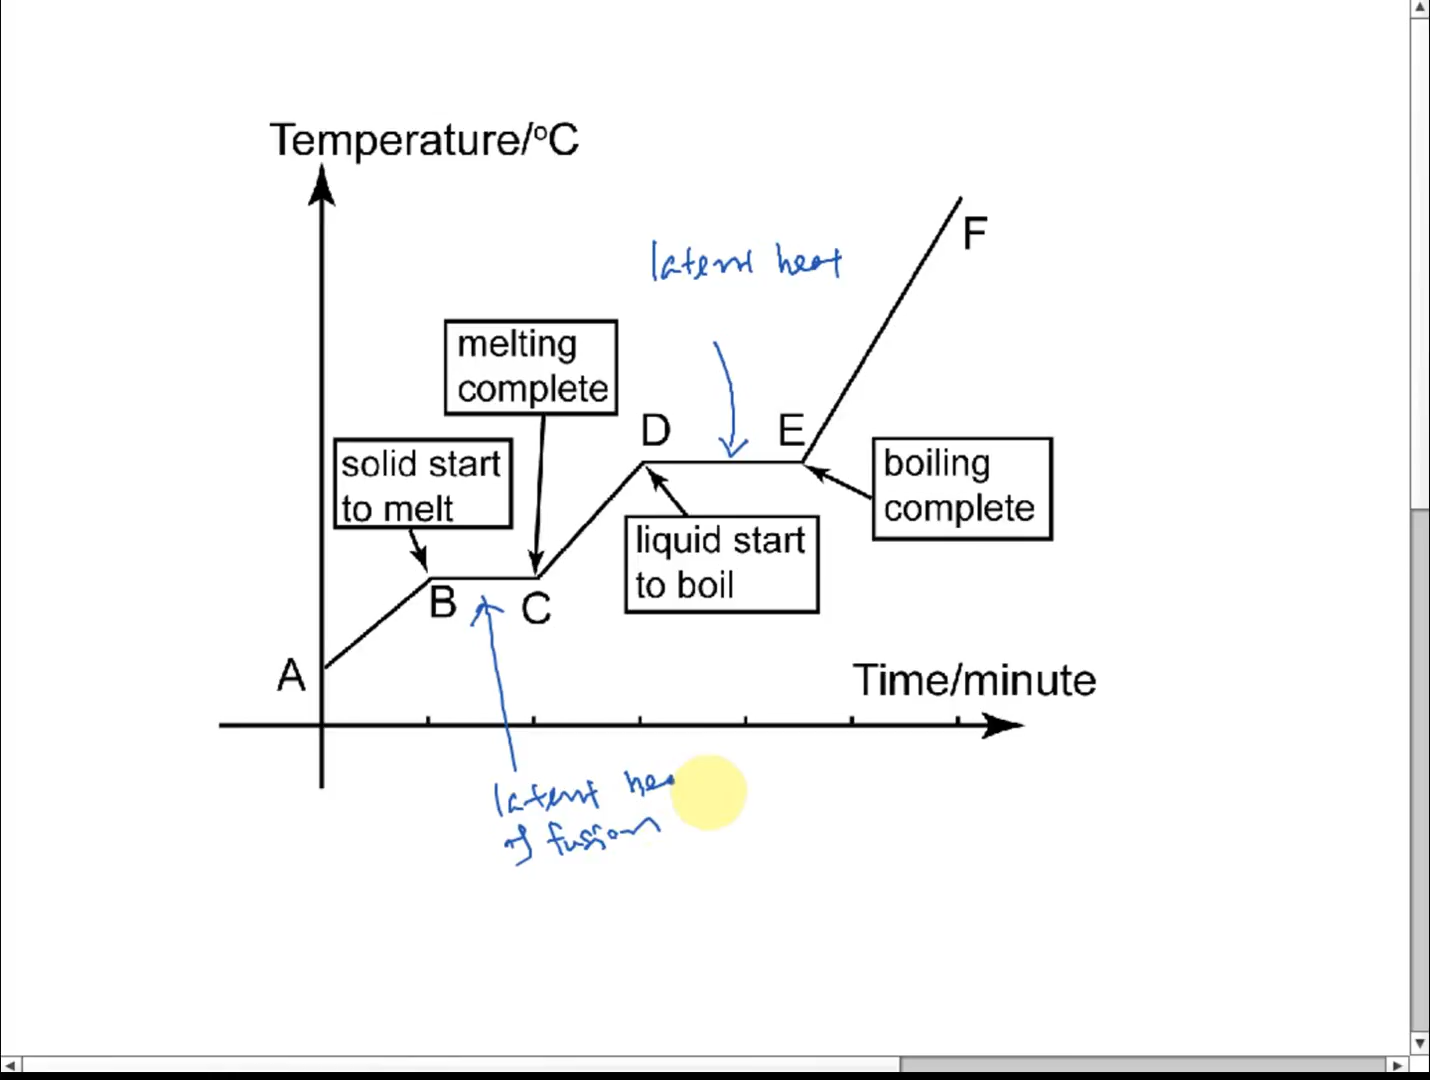 Temperature/°C
F
latent heat
melting
complete
D
E
solid start
to melt
boiling
complete
liquid start
to boil
B
C
A
Time/minute
latent hea
of fusion